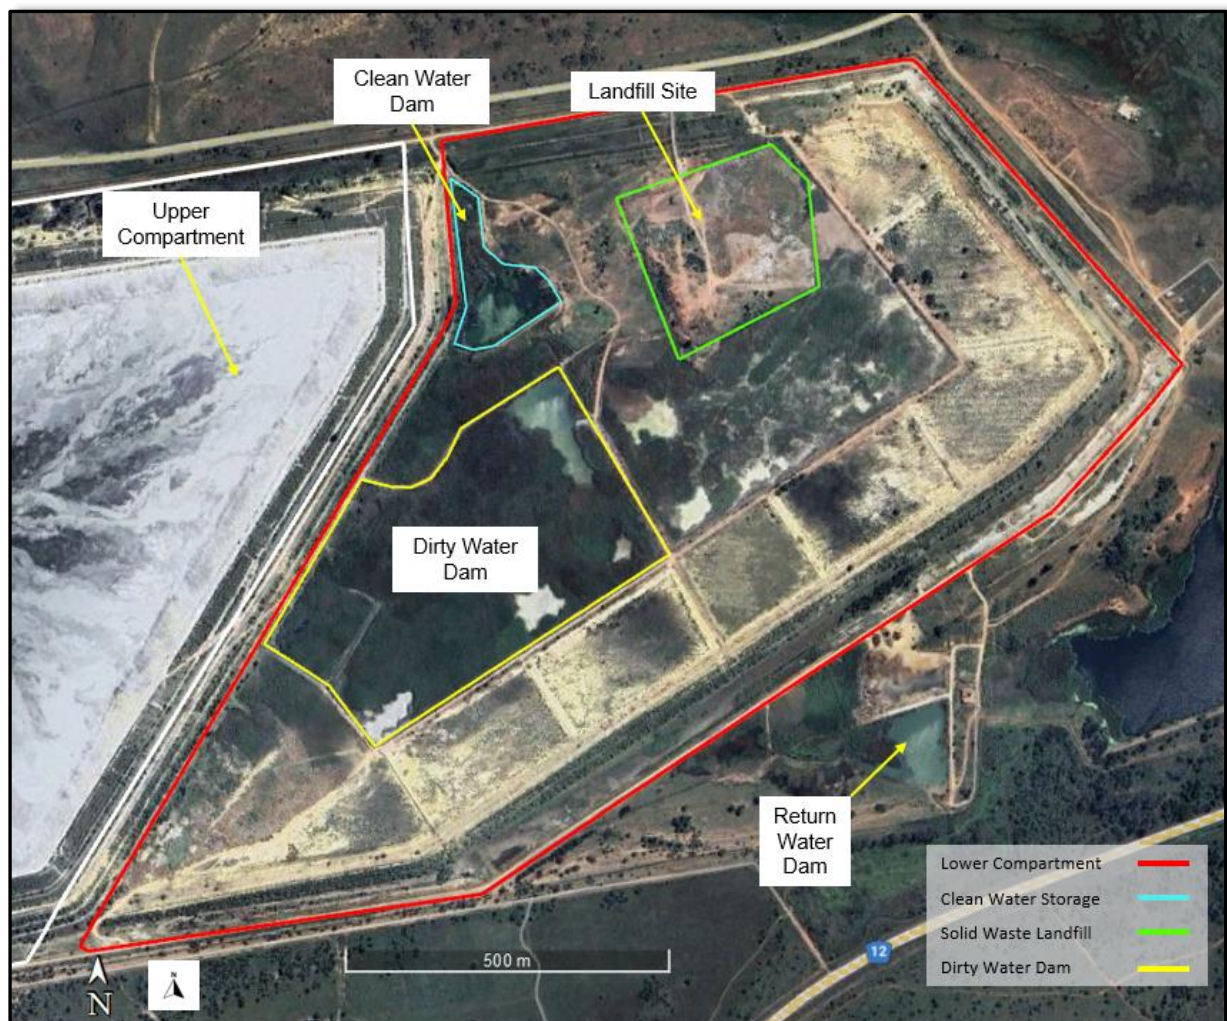 Clean Water
Dam
Landfill Site
Upper
Compartment
Dirty Water
Dam
Return
Water
Dam
Lower Compartment
Clean Water Storage
Solid Waste Landfill
Dirty Water Dam
500 m
12
N
N